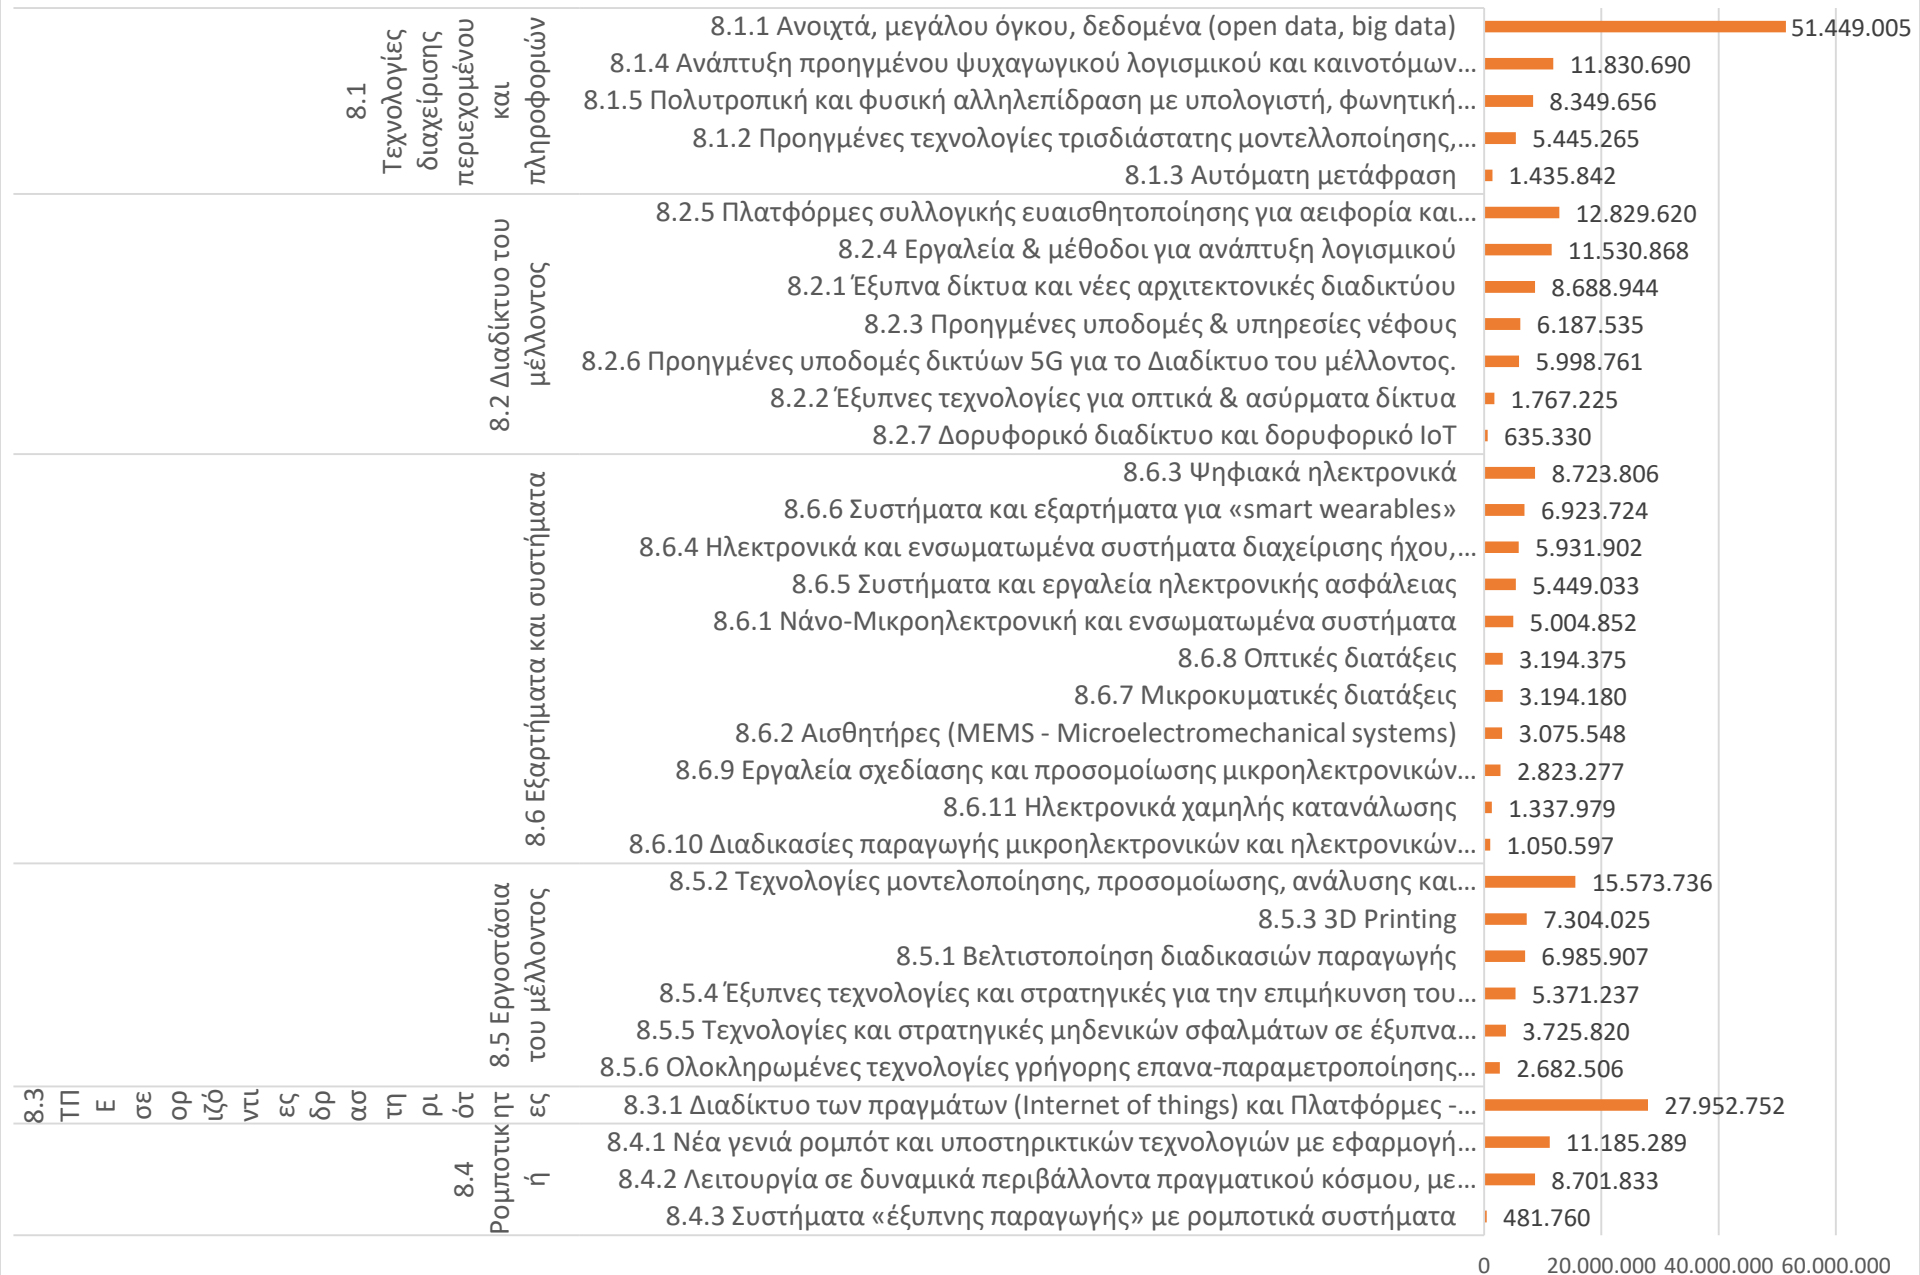 8.1
Τεχνολογίες
διαχείρισης
περιεχομένου
και
πληροφοριών
8.1.1 Ανοιχτά, μεγάλου όγκου, δεδομένα (open data, big data) 51.449.005
8.1.4 Ανάπτυξη προηγμένου ψυχαγωγικού λογισμικού και καινοτόμων… 11.830.690
8.1.5 Πολυτροπική και φυσική αλληλεπίδραση με υπολογιστή, φωνητική… 8.349.656
8.1.2 Προηγμένες τεχνολογίες τρισδιάστατης μοντελλοποίησης,… 5.445.265
8.1.3 Αυτόματη μετάφραση 1.435.842
8.2 Διαδίκτυο του
μέλλοντος
8.2.5 Πλατφόρμες συλλογικής ευαισθητοποίησης για αειφορία και… 12.829.620
8.2.4 Εργαλεία & μέθοδοι για ανάπτυξη λογισμικού 11.530.868
8.2.1 Έξυπνα δίκτυα και νέες αρχιτεκτονικές διαδικτύου 8.688.944
8.2.3 Προηγμένες υποδομές & υπηρεσίες νέφους 6.187.535
8.2.6 Προηγμένες υποδομές δικτύων 5G για το Διαδίκτυο του μέλλοντος. 5.998.761
8.2.2 Έξυπνες τεχνολογίες για οπτικά & ασύρματα δίκτυα 1.767.225
8.2.7 Δορυφορικό διαδίκτυο και δορυφορικό IoT 635.330
8.6 Εξαρτήματα και συστήματα
8.6.3 Ψηφιακά ηλεκτρονικά 8.723.806
8.6.6 Συστήματα και εξαρτήματα για «smart wearables» 6.923.724
8.6.4 Ηλεκτρονικά και ενσωματωμένα συστήματα διαχείρισης ήχου,… 5.931.902
8.6.5 Συστήματα και εργαλεία ηλεκτρονικής ασφάλειας 5.449.033
8.6.1 Νάνο-Μικροηλεκτρονική και ενσωματωμένα συστήματα 5.004.852
8.6.8 Οπτικές διατάξεις 3.194.375
8.6.7 Μικροκυματικές διατάξεις 3.194.180
8.6.2 Αισθητήρες (MEMS - Microelectromechanical systems) 3.075.548
8.6.9 Εργαλεία σχεδίασης και προσομοίωσης μικροηλεκτρονικών… 2.823.277
8.6.11 Ηλεκτρονικά χαμηλής κατανάλωσης 1.337.979
8.6.10 Διαδικασίες παραγωγής μικροηλεκτρονικών και ηλεκτρονικών… 1.050.597
8.5 Εργοστάσια
του μέλλοντος
8.5.2 Τεχνολογίες μοντελοποίησης, προσομοίωσης, ανάλυσης και… 15.573.736
8.5.3 3D Printing 7.304.025
8.5.1 Βελτιστοποίηση διαδικασιών παραγωγής 6.985.907
8.5.4 Έξυπνες τεχνολογίες και στρατηγικές για την επιμήκυνση του… 5.371.237
8.5.5 Τεχνολογίες και στρατηγικές μηδενικών σφαλμάτων σε έξυπνα… 3.725.820
8.5.6 Ολοκληρωμένες τεχνολογίες γρήγορης επανα-παραμετροποίησης… 2.682.506
8.3
ΤΠ
Ε
σε
ορ
ιζό
ντι
ες
δρ
ασ
τη
ρι
ότ
ητ
ες
8.3.1 Διαδίκτυο των πραγμάτων (Internet of things) και Πλατφόρμες -… 27.952.752
8.4
Ρομποτικ
ή
8.4.1 Νέα γενιά ρομπότ και υποστηρικτικών τεχνολογιών με εφαρμογή… 11.185.289
8.4.2 Λειτουργία σε δυναμικά περιβάλλοντα πραγματικού κόσμου, με… 8.701.833
8.4.3 Συστήματα «έξυπνης παραγωγής» με ρομποτικά συστήματα 481.760
0 20.000.000 40.000.000 60.000.000